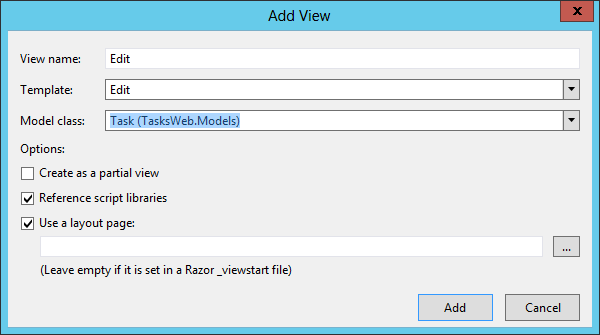 Add View
x
View name: Edit
Template: Edit
Model class: Task (TasksWeb.Models)
Options:
Create as a partial view
Reference script libraries
Use a layout page:
...
(Leave empty if it is set in a Razor _viewstart file)
Add Cancel